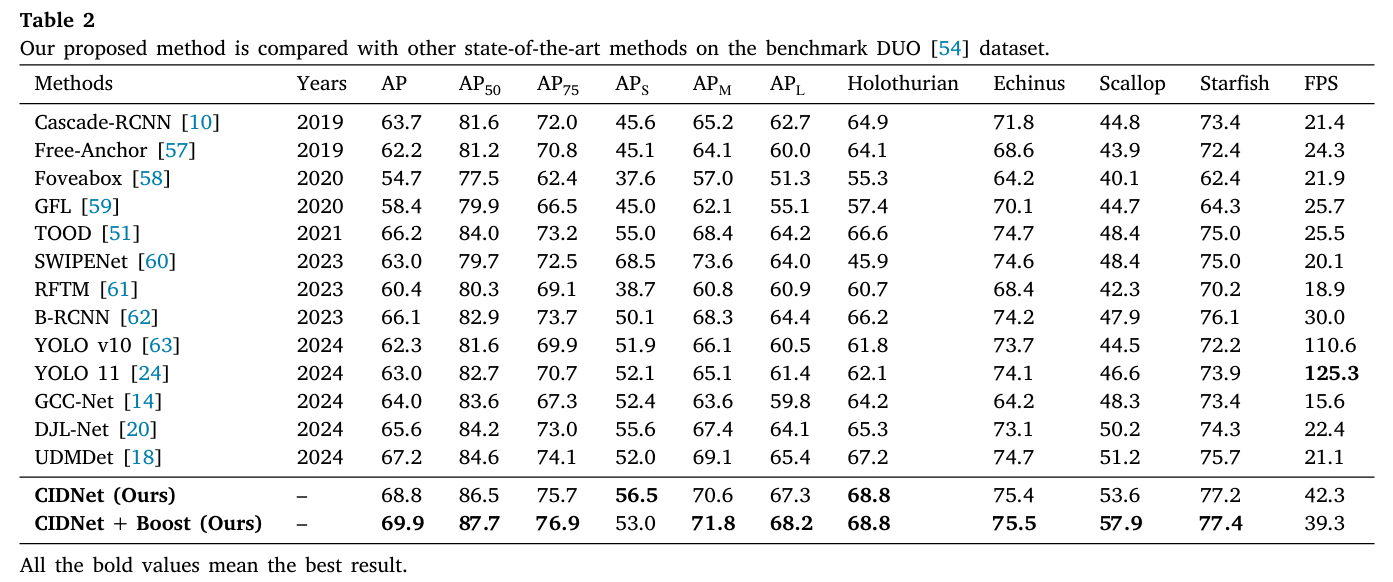 Table 2
Our proposed method is compared with other state-of-the-art methods on the benchmark DUO [54] dataset.
Methods Years AP AP50 AP75 APS APM APL Holothurian Echinus Scallop Starfish FPS
Cascade-RCNN [10] 2019 63.7 81.6 72.0 45.6 65.2 62.7 64.9 71.8 44.8 73.4 21.4
Free-Anchor [57] 2019 62.2 81.2 70.8 45.1 64.1 60.0 64.1 68.6 43.9 72.4 24.3
Foveabox [58] 2020 54.7 77.5 62.4 37.6 57.0 51.3 55.3 64.2 40.1 62.4 21.9
GFL [59] 2020 58.4 79.9 66.5 45.0 62.1 55.1 57.4 70.1 44.7 64.3 25.7
TOOD [51] 2021 66.2 84.0 73.2 55.0 68.4 64.2 66.6 74.7 48.4 75.0 25.5
SWIPENet [60] 2023 63.0 79.7 72.5 68.5 73.6 64.0 45.9 74.6 48.4 75.0 20.1
RFTM [61] 2023 60.4 80.3 69.1 38.7 60.8 60.9 60.7 68.4 42.3 70.2 18.9
B-RCNN [62] 2023 66.1 82.9 73.7 50.1 68.3 64.4 66.2 74.2 47.9 76.1 30.0
YOLO v10 [63] 2024 62.3 81.6 69.9 51.9 66.1 60.5 61.8 73.7 44.5 72.2 110.6
YOLO 11 [24] 2024 63.0 82.7 70.7 52.1 65.1 61.4 62.1 74.1 46.6 73.9 125.3
GCC-Net [14] 2024 64.0 83.6 67.3 52.4 63.6 59.8 64.2 64.2 48.3 73.4 15.6
DJL-Net [20] 2024 65.6 84.2 73.0 55.6 67.4 64.1 65.3 73.1 50.2 74.3 22.4
UDMDet [18] 2024 67.2 84.6 74.1 52.0 69.1 65.4 67.2 74.7 51.2 75.7 21.1
CIDNet (Ours) – 68.8 86.5 75.7 56.5 70.6 67.3 68.8 75.4 53.6 77.2 42.3
CIDNet + Boost (Ours) – 69.9 87.7 76.9 53.0 71.8 68.2 68.8 75.5 57.9 77.4 39.3
All the bold values mean the best result.